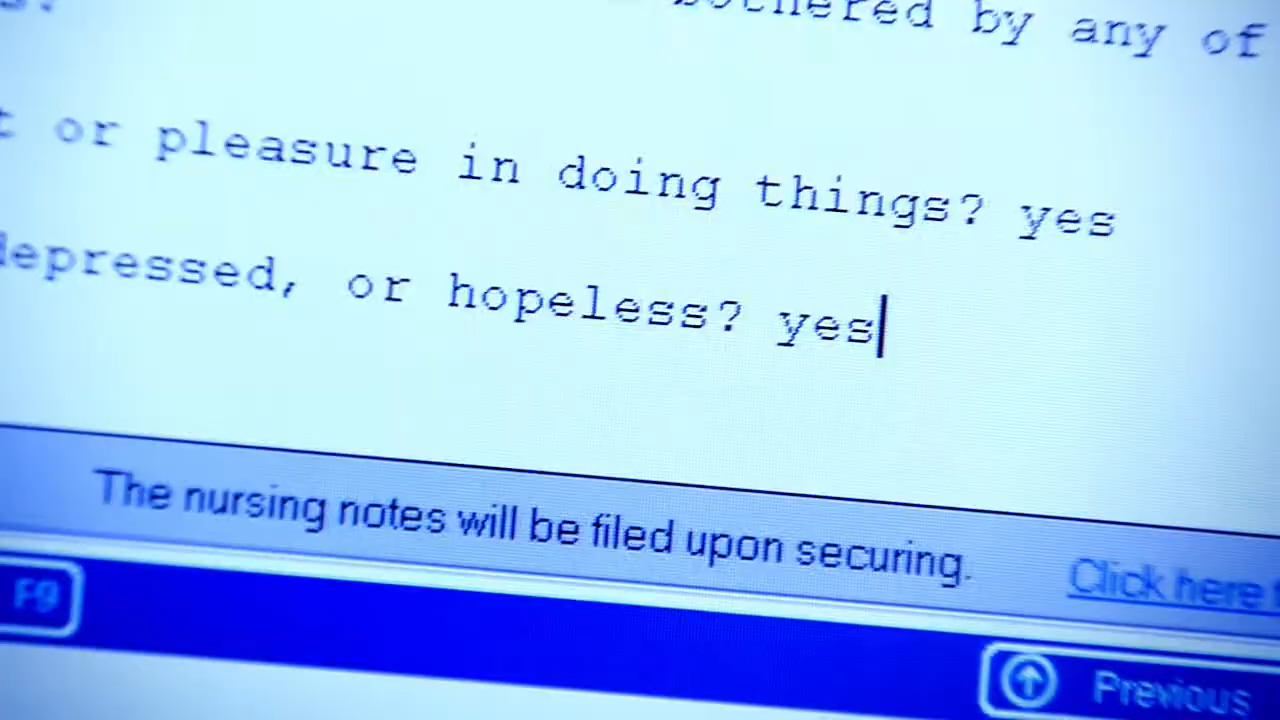 bothered by any of
or pleasure in doing things? yes
depressed, or hopeless? yes
The nursing notes will be filed upon securing. Click here
F9
Previous